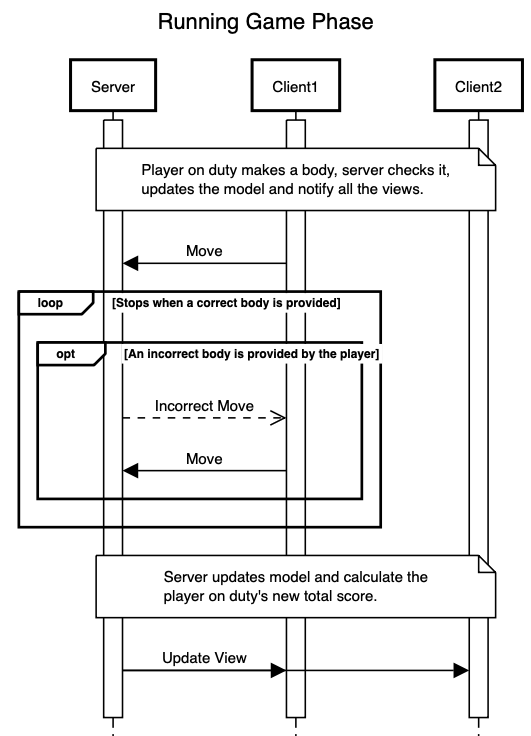 Running Game Phase
Server
Client1
Client2
Player on duty makes a body, server checks it,
updates the model and notify all the views.
Move
loop
[Stops when a correct body is provided]
opt
[An incorrect body is provided by the player]
Incorrect Move
Move
Server updates model and calculate the
player on duty's new total score.
Update View